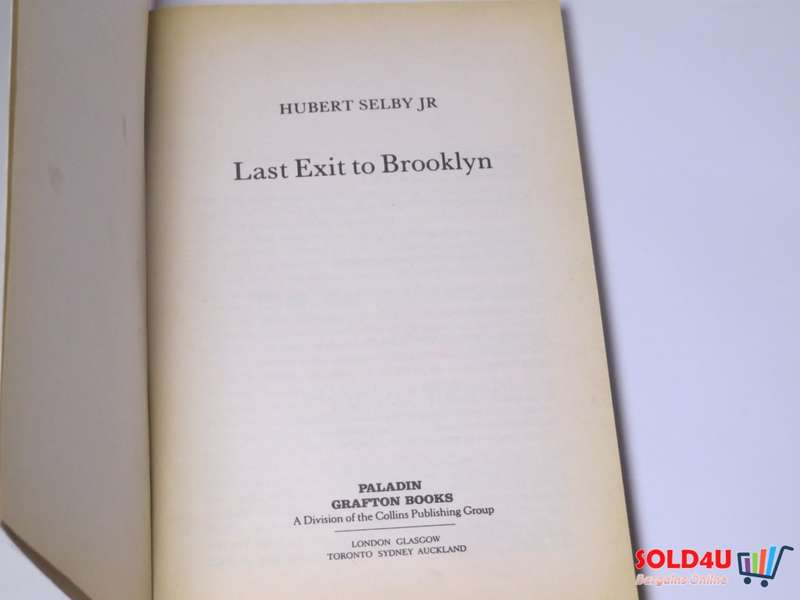 HUBERT SELBY JR
Last Exit to Brooklyn
PALADIN
GRAFTON BOOKS
A Division of the Collins Publishing Group
LONDON GLASGOW
TORONTO SYDNEY AUCKLAND
SOLD4U
Bargains Online